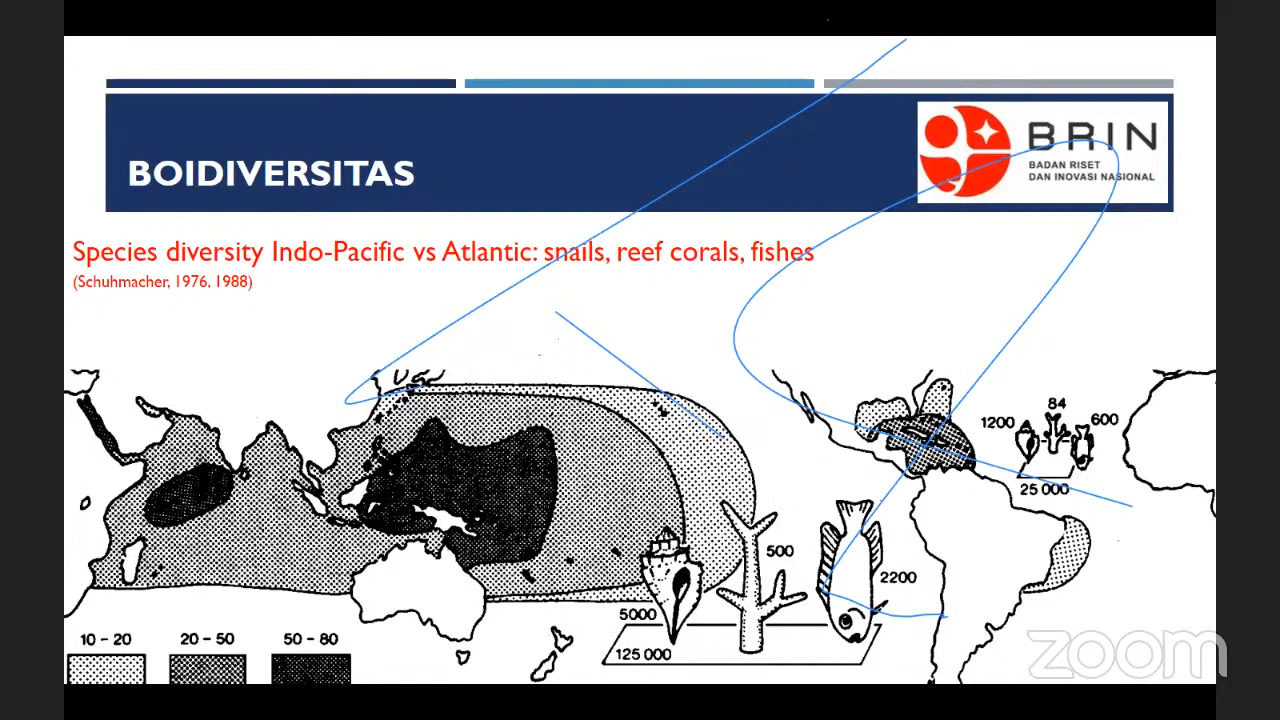 BOIDIVERSITAS
BRIN
BADAN RISET
DAN INOVASI NASIONAL
Species diversity Indo-Pacific vs Atlantic: snails, reef corals, fishes
(Schuhmacher, 1976, 1988)
1200
84
600
25 000
500
2200
5000
125 000
10 – 20
20 – 50
50 – 80
zoom